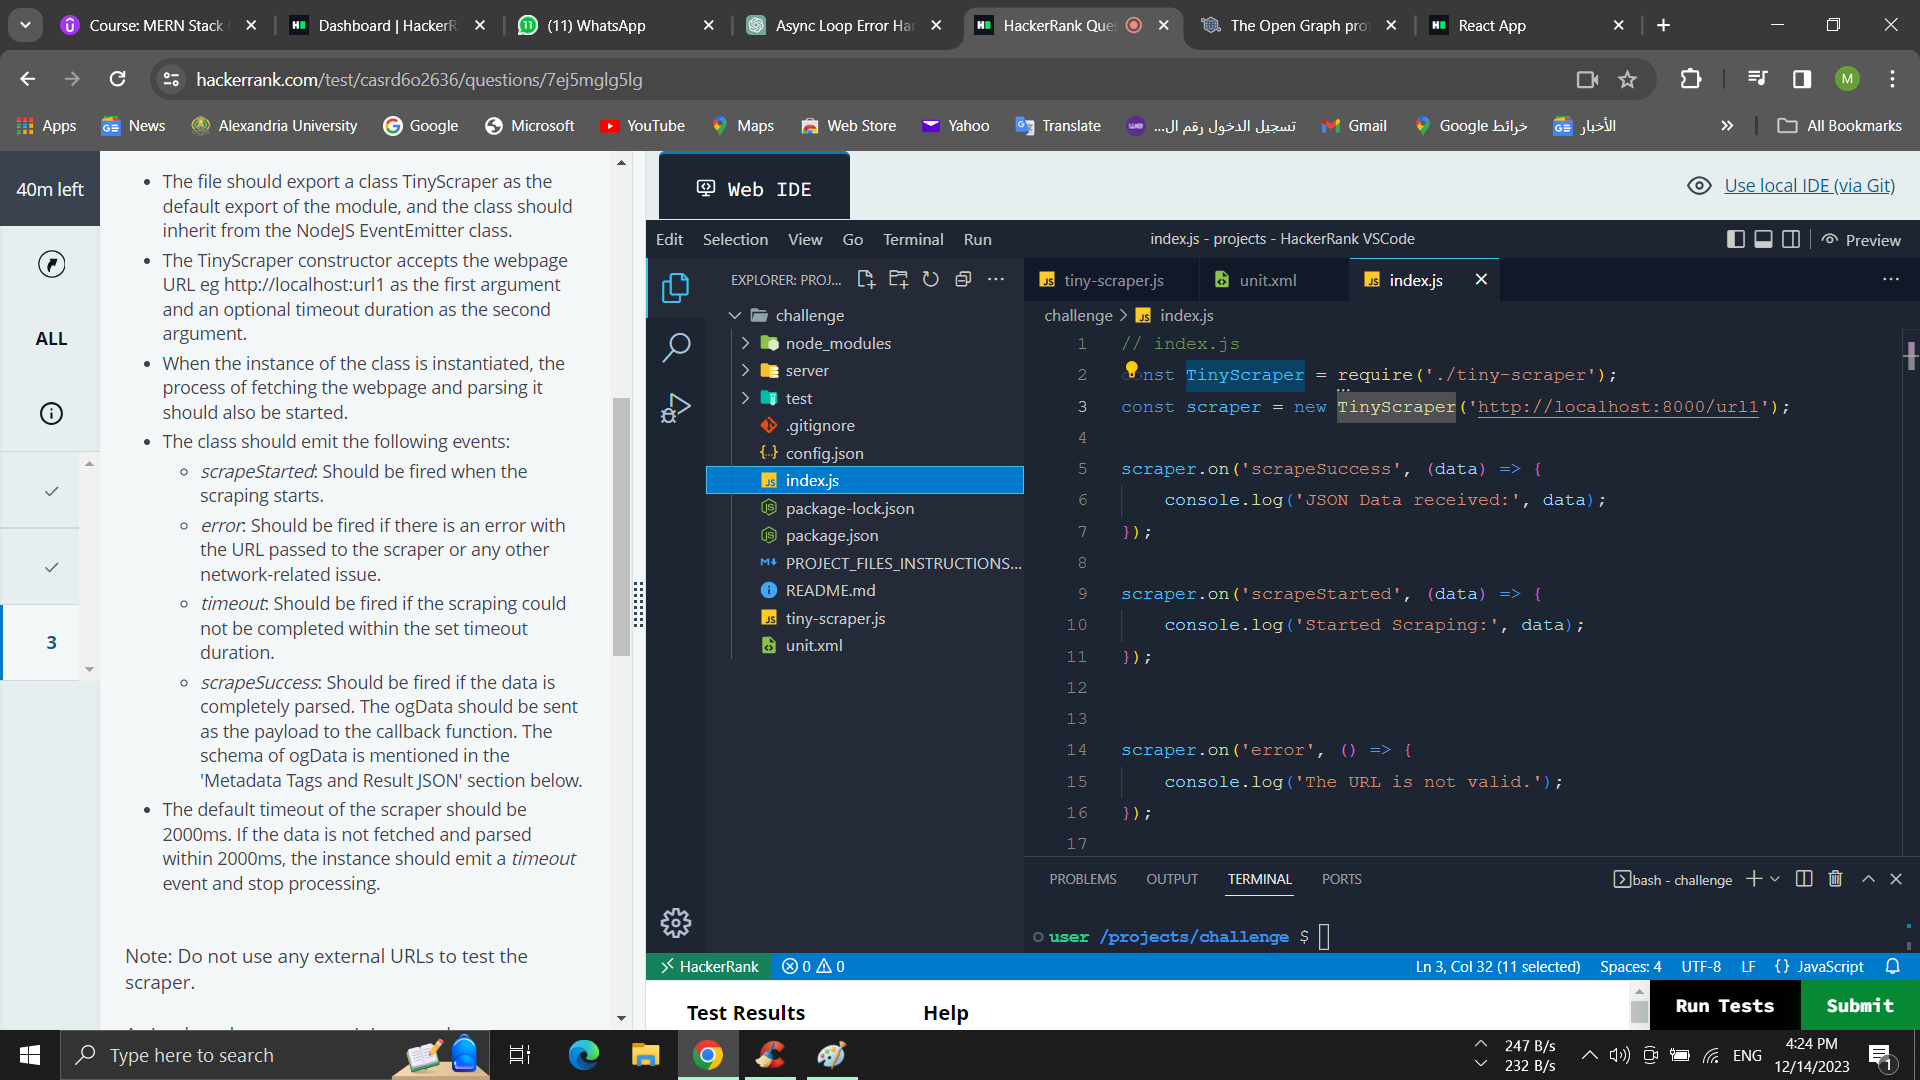 Course: MERN Stack
Dashboard | HackerR
(11) WhatsApp
Async Loop Error Har
HackerRank Que
The Open Graph pro
React App
hackerrank.com/test/casrd6o2636/questions/7ej5mglg5lg
M
Apps
News
Alexandria University
Google
Microsoft
YouTube
Maps
Web Store
Yahoo
Translate
تسجيل الدخول رقم ال...
Gmail
خرائط Google
الأخبار
All Bookmarks
40m left
ALL
3
The file should export a class TinyScraper as the
default export of the module, and the class should
inherit from the NodeJS EventEmitter class.
The TinyScraper constructor accepts the webpage
URL eg http://localhost:url1 as the first argument
and an optional timeout duration as the second
argument.
When the instance of the class is instantiated, the
process of fetching the webpage and parsing it
should also be started.
The class should emit the following events:
scrapeStarted: Should be fired when the
scraping starts.
error: Should be fired if there is an error with
the URL passed to the scraper or any other
network-related issue.
timeout: Should be fired if the scraping could
not be completed within the set timeout
duration.
scrapeSuccess: Should be fired if the data is
completely parsed. The ogData should be sent
as the payload to the callback function. The
schema of ogData is mentioned in the
'Metadata Tags and Result JSON' section below.
The default timeout of the scraper should be
2000ms. If the data is not fetched and parsed
within 2000ms, the instance should emit a timeout
event and stop processing.
Note: Do not use any external URLs to test the
scraper.
Web IDE
Use local IDE (via Git)
Edit Selection View Go Terminal Run
index.js - projects - HackerRank VSCode
Preview
EXPLORER: PROJ...
challenge
node_modules
server
test
.gitignore
config.json
index.js
package-lock.json
package.json
PROJECT_FILES_INSTRUCTIONS...
README.md
tiny-scraper.js
unit.xml
tiny-scraper.js
unit.xml
index.js
challenge > index.js
1 // index.js
2 const TinyScraper = require('./tiny-scraper');
3 const scraper = new TinyScraper('http://localhost:8000/url1');
4
5 scraper.on('scrapeSuccess', (data) => {
6 console.log('JSON Data received:', data);
7 });
8
9 scraper.on('scrapeStarted', (data) => {
10 console.log('Started Scraping:', data);
11 });
12
13
14 scraper.on('error', () => {
15 console.log('The URL is not valid.');
16 });
17
PROBLEMS OUTPUT TERMINAL PORTS
bash - challenge
user /projects/challenge $
HackerRank
0 0
Ln 3, Col 32 (11 selected)
Spaces: 4
UTF-8
LF
JavaScript
Test Results
Help
Run Tests
Submit
Type here to search
247 B/s
232 B/s
ENG
4:24 PM
12/14/2023
1